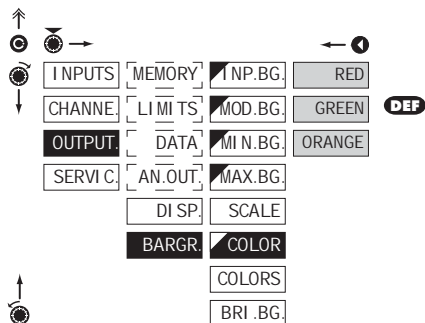 INPUTS MEMORY INP.BG. RED
CHANNE. LIMITS MOD.BG. GREEN DEF
OUTPUT. DATA MIN.BG. ORANGE
SERVIC. AN.OUT. MAX.BG.
DISP. SCALE
BARGR. COLOR
COLORS
BRI.BG.